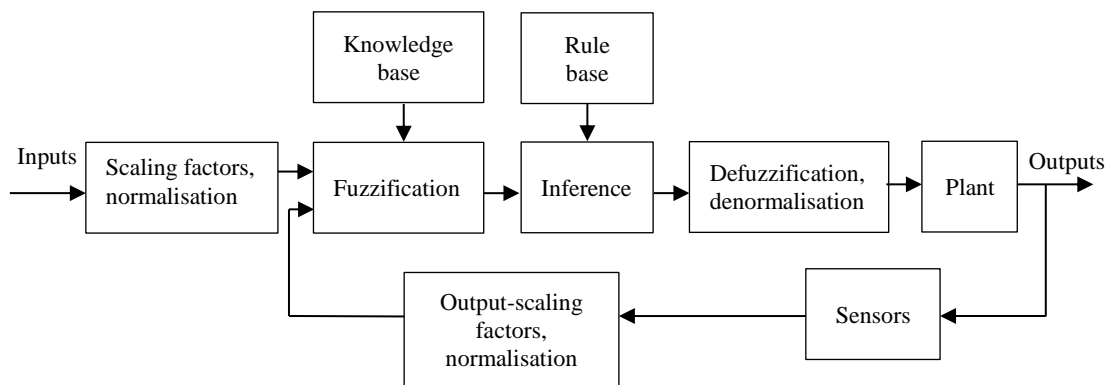 Knowledge
base
Rule
base
Inputs
Scaling factors,
normalisation
Fuzzification
Inference
Defuzzification,
denormalisation
Plant
Outputs
Output-scaling
factors,
normalisation
Sensors